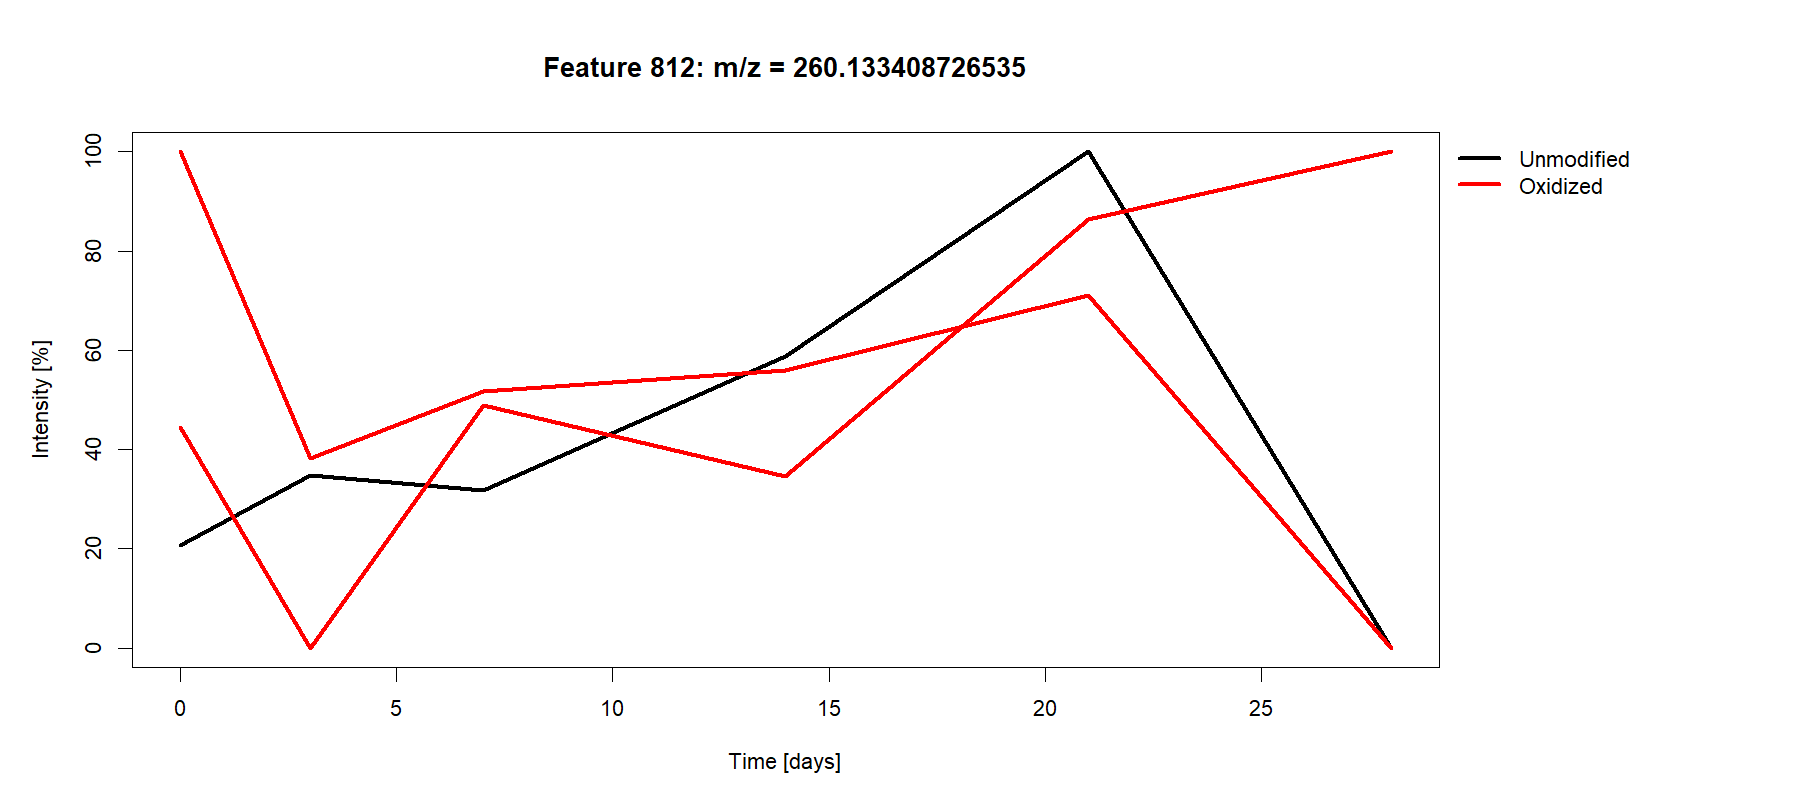 Feature 812: m/z = 260.133408726535
Unmodified
Oxidized
100
80
60
40
20
0
Intensity [%]
0 5 10 15 20 25
Time [days]